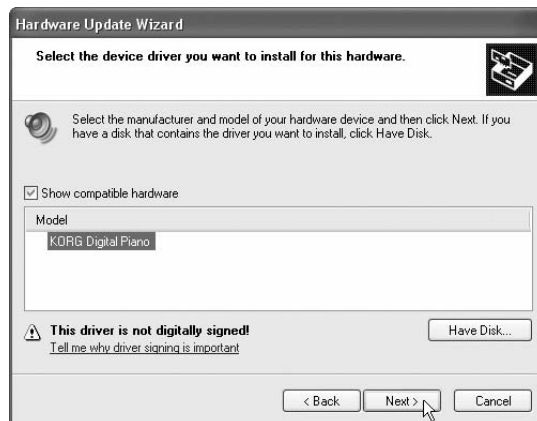 Hardware Update Wizard
Select the device driver you want to install for this hardware.
Select the manufacturer and model of your hardware device and then click Next. If you
have a disk that contains the driver you want to install, click Have Disk.
Show compatible hardware
Model
KORG Digital Piano
This driver is not digitally signed!
Tell me why driver signing is important
Have Disk...
< Back
Next >
Cancel